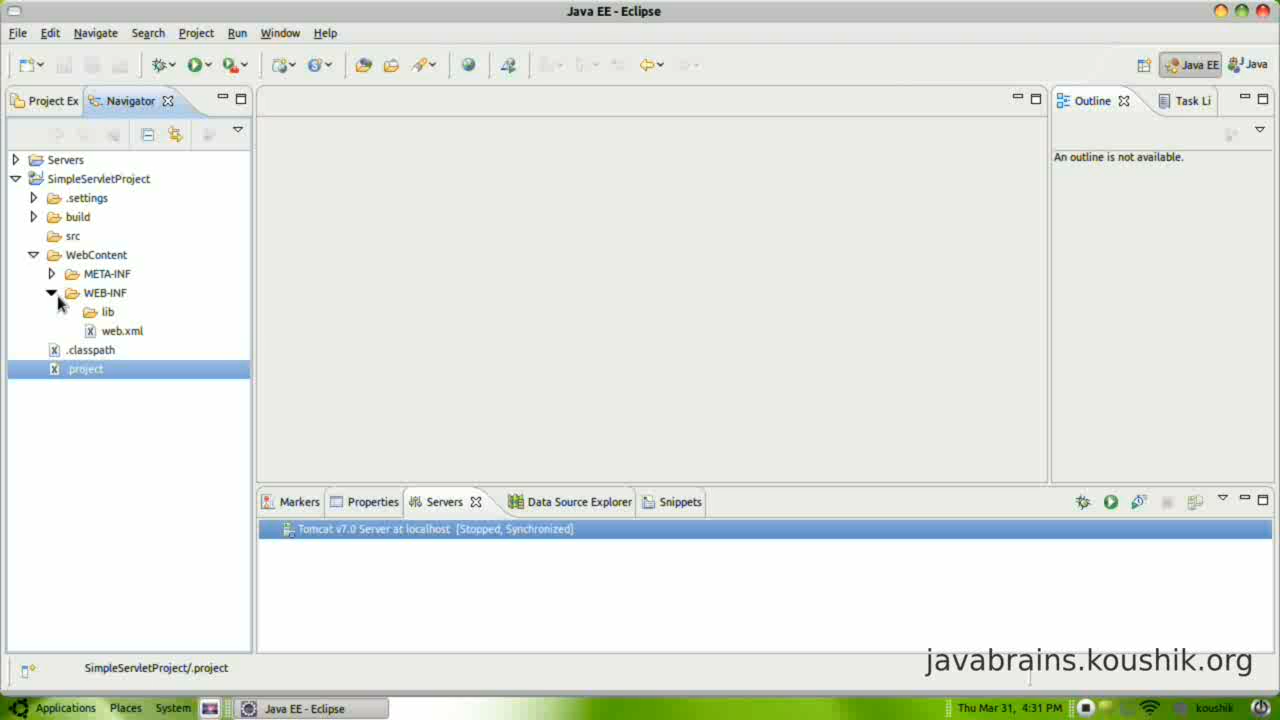 Java EE - Eclipse
File Edit Navigate Search Project Run Window Help
Java EE Java
Project Ex Navigator
Outline Task Li
Servers
An outline is not available.
SimpleServletProject
.settings
build
src
WebContent
META-INF
WEB-INF
lib
web.xml
.classpath
.project
Markers Properties Servers Data Source Explorer Snippets
Tomcat v7.0 Server at localhost [Stopped, Synchronized]
javabrains.koushik.org
SimpleServletProject/.project
Applications Places System Java EE - Eclipse Thu Mar 31, 4:31 PM koushik